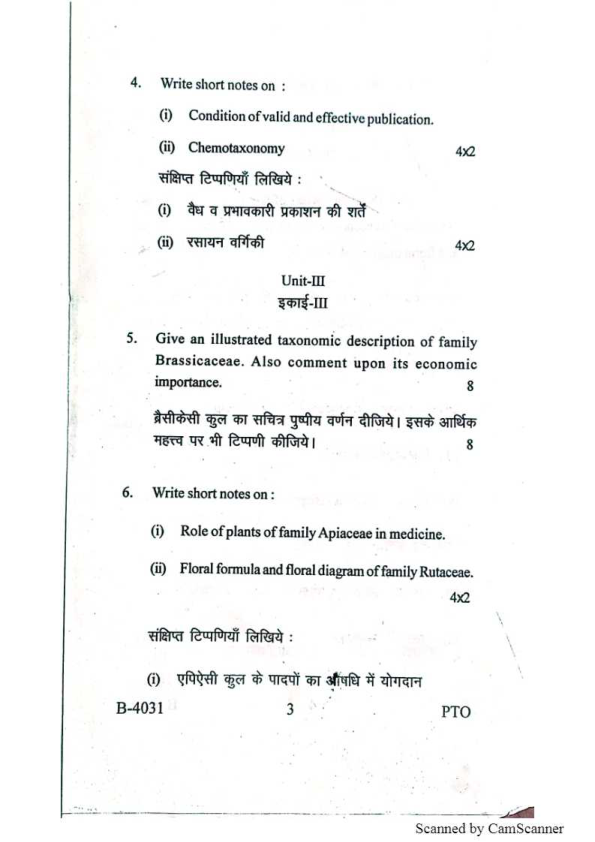 4. Write short notes on :
(i) Condition of valid and effective publication.
(ii) Chemotaxonomy 4x2
संक्षिप्त टिप्पणियाँ लिखिये :
(i) वैध व प्रभावकारी प्रकाशन की शर्तें
(ii) रसायन वर्गिकी 4x2
Unit-III
इकाई-III
5. Give an illustrated taxonomic description of family
Brassicaceae. Also comment upon its economic
importance. 8
ब्रैसीकेसी कुल का सचित्र पुष्पीय वर्णन दीजिये। इसके आर्थिक
महत्त्व पर भी टिप्पणी कीजिये। 8
6. Write short notes on :
(i) Role of plants of family Apiaceae in medicine.
(ii) Floral formula and floral diagram of family Rutaceae.
4x2
संक्षिप्त टिप्पणियाँ लिखिये :
(i) एपिऐसी कुल के पादपों का औषधि में योगदान
B-4031 3 PTO
Scanned by CamScanner